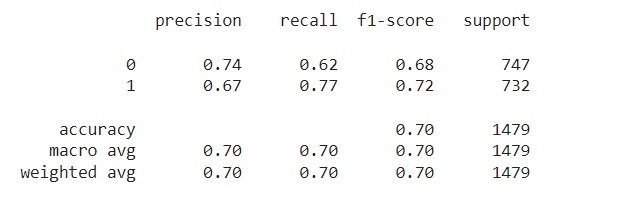 precision recall f1-score support
0 0.74 0.62 0.68 747
1 0.67 0.77 0.72 732
accuracy 0.70 1479
macro avg 0.70 0.70 0.70 1479
weighted avg 0.70 0.70 0.70 1479